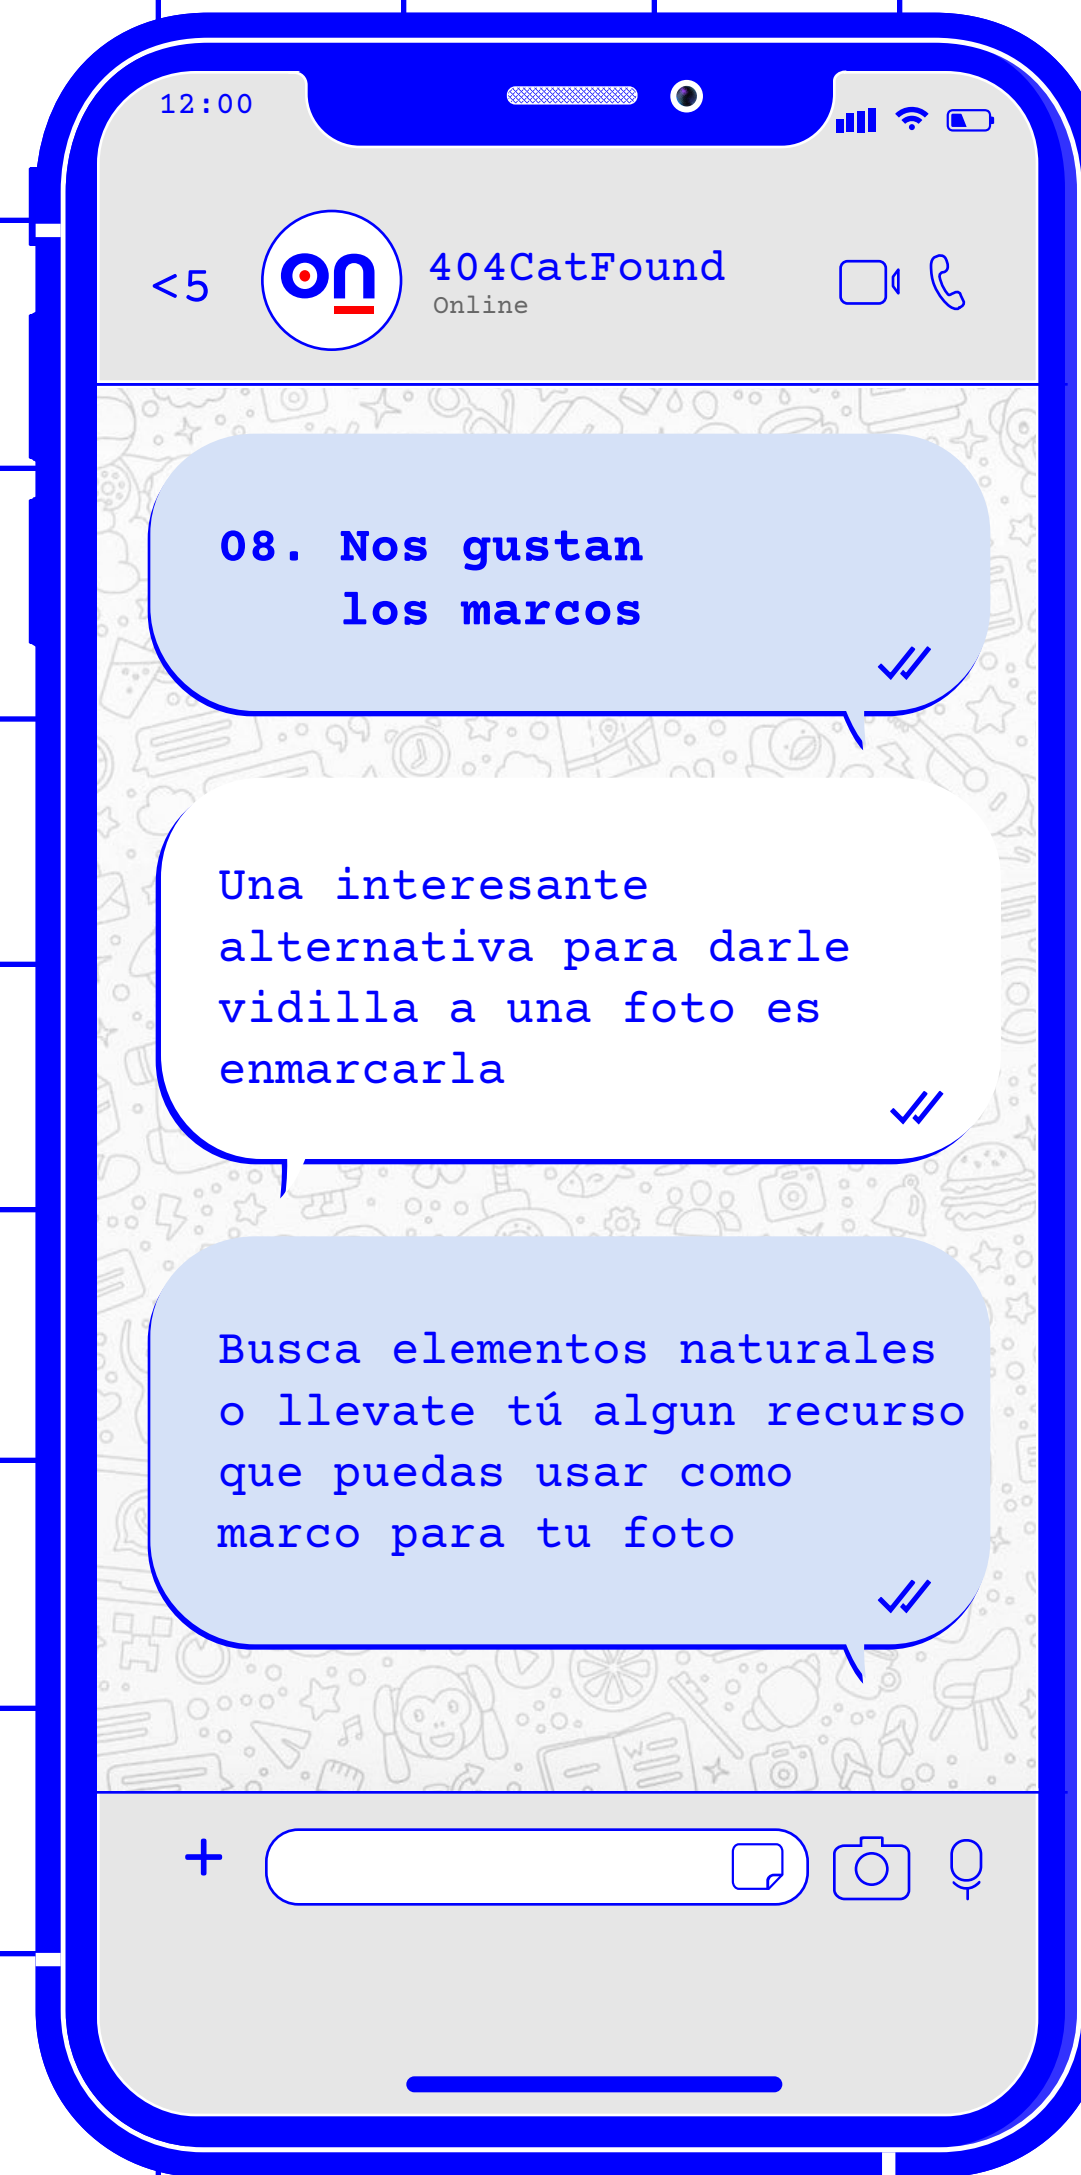 12:00
<5
on
404CatFound
Online
08. Nos gustan
los marcos
Una interesante
alternativa para darle
vidilla a una foto es
enmarcarla
Busca elementos naturales
o llevate tú algun recurso
que puedas usar como
marco para tu foto
W